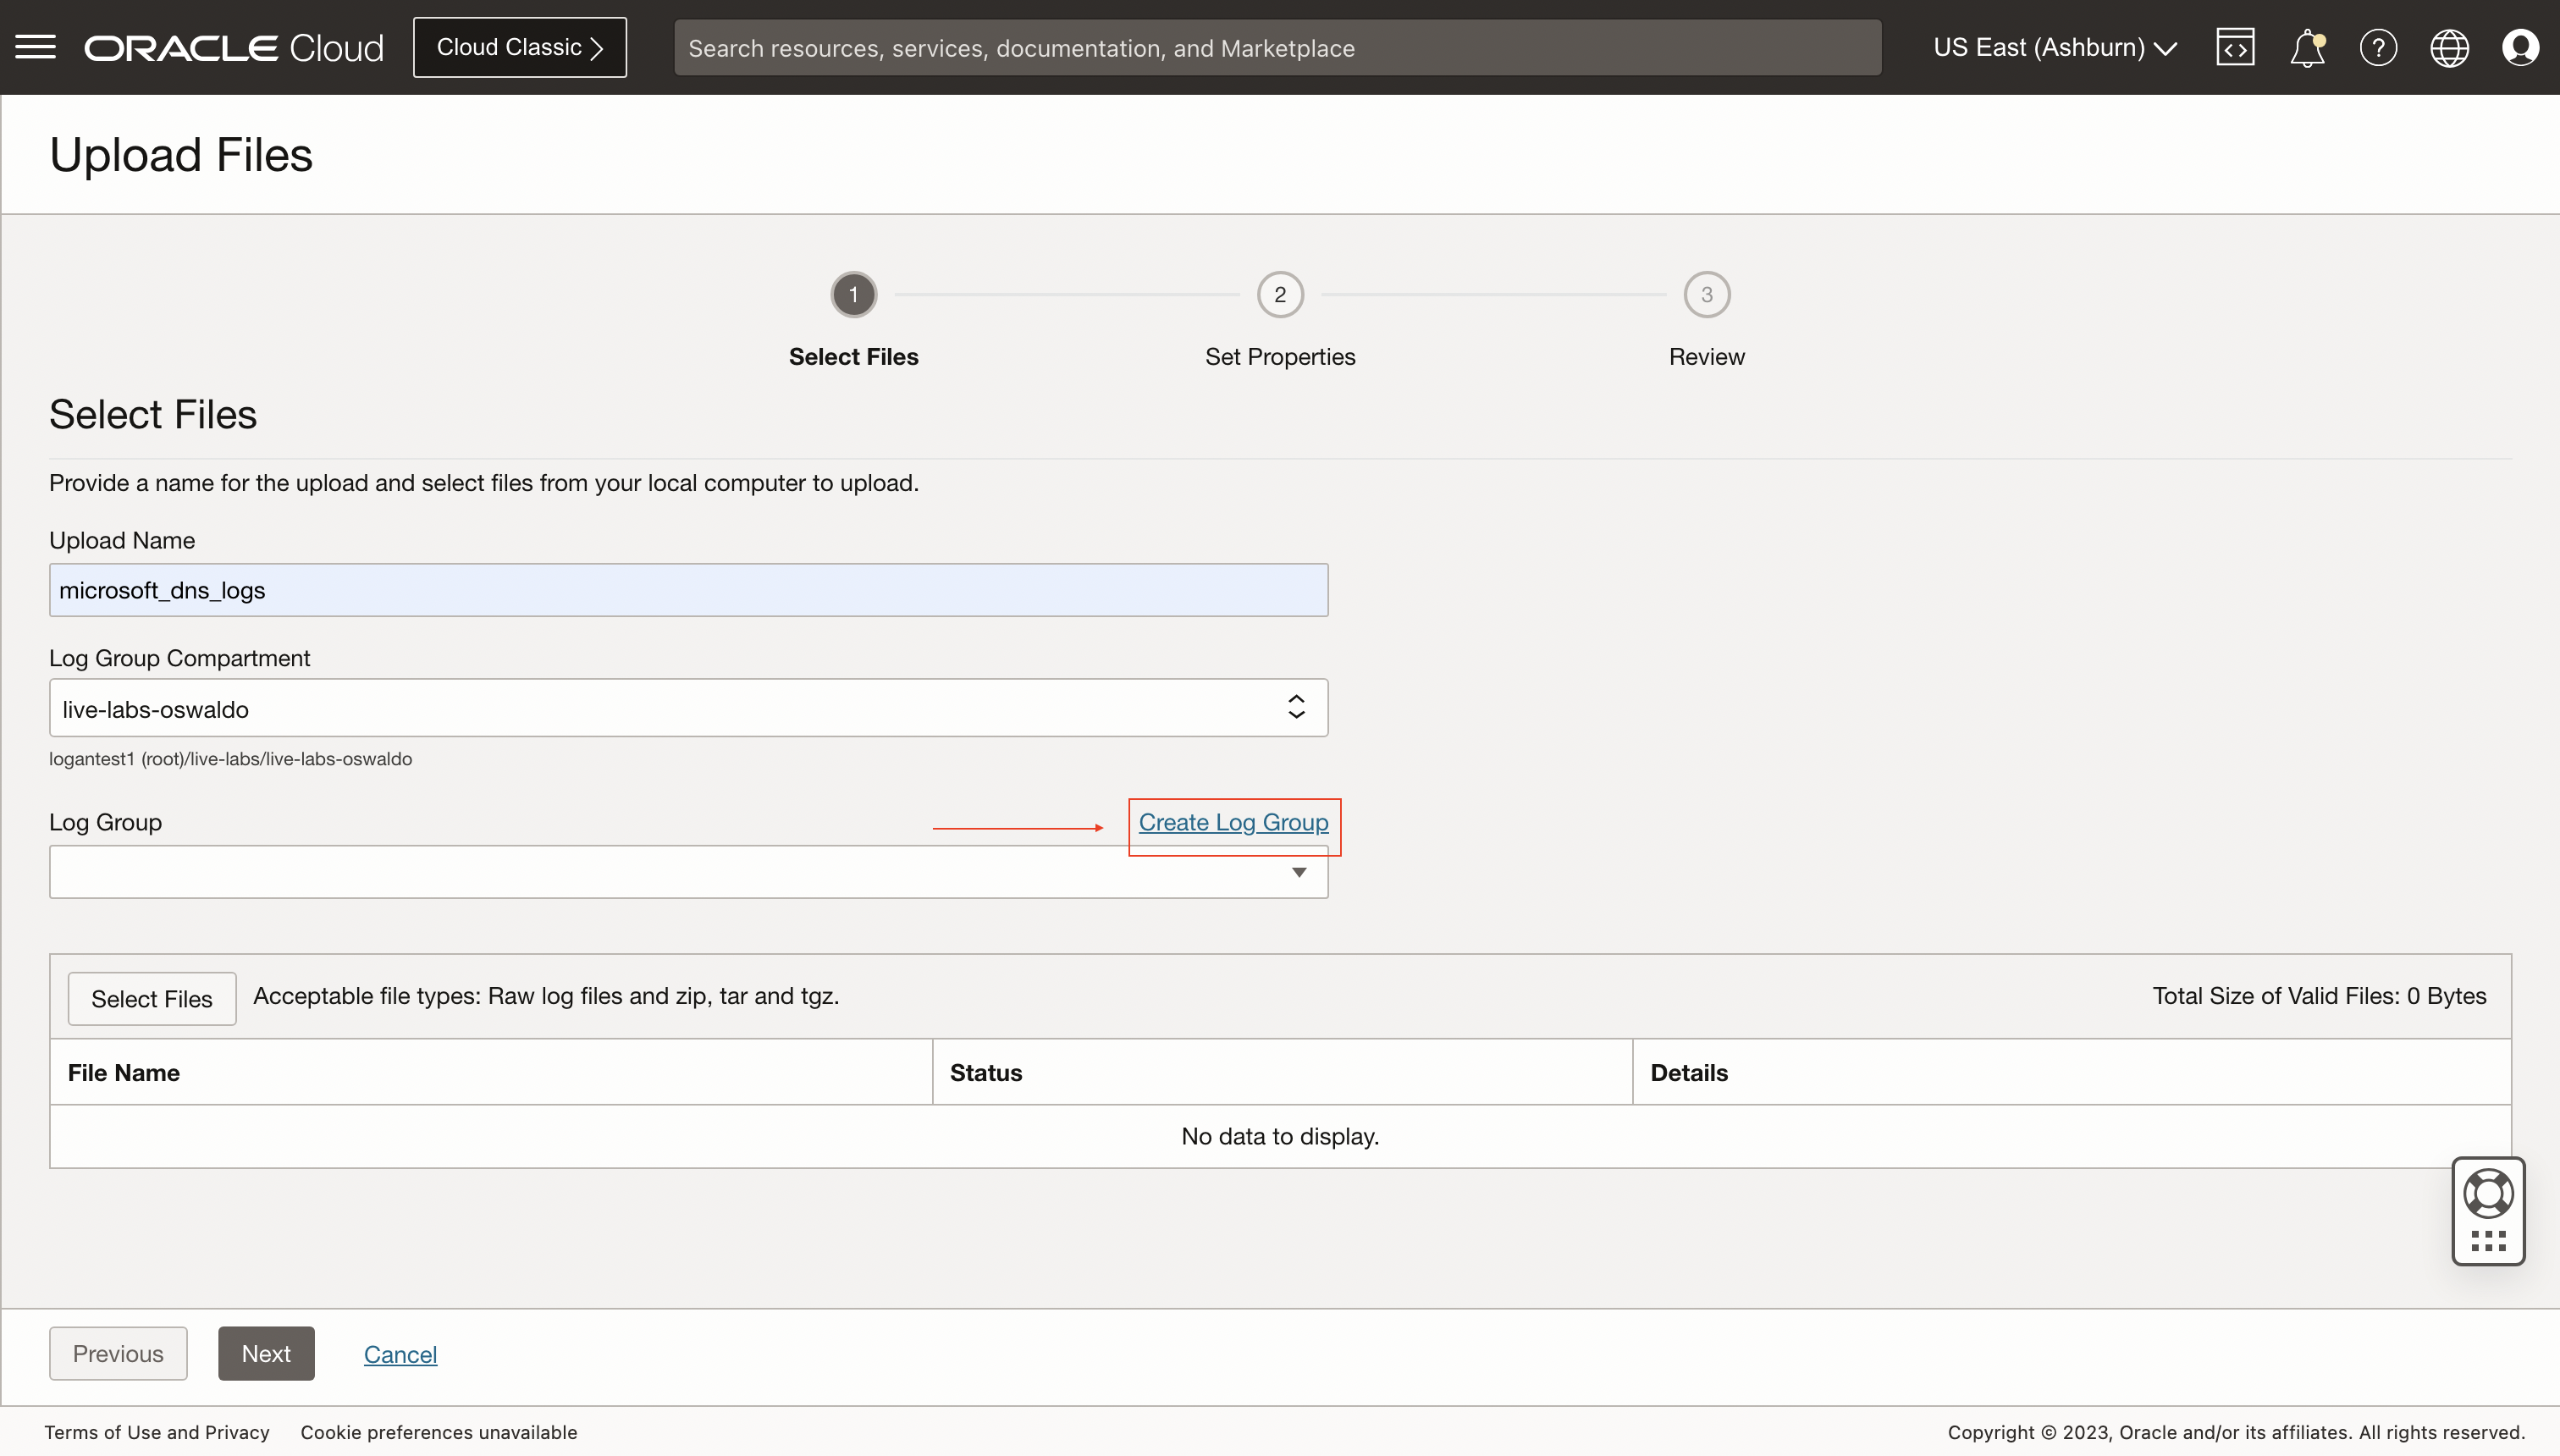 ORACLE Cloud
Cloud Classic
Search resources, services, documentation, and Marketplace
US East (Ashburn)
?
Upload Files
1
2
3
Select Files
Set Properties
Review
Select Files
Provide a name for the upload and select files from your local computer to upload.
Upload Name
microsoft_dns_logs
Log Group Compartment
live-labs-oswaldo
logantest1 (root)/live-labs/live-labs-oswaldo
Log Group
Create Log Group
Select Files
Acceptable file types: Raw log files and zip, tar and tgz.
Total Size of Valid Files: 0 Bytes
File Name
Status
Details
No data to display.
Previous
Next
Cancel
Terms of Use and Privacy
Cookie preferences unavailable
Copyright © 2023, Oracle and/or its affiliates. All rights reserved.